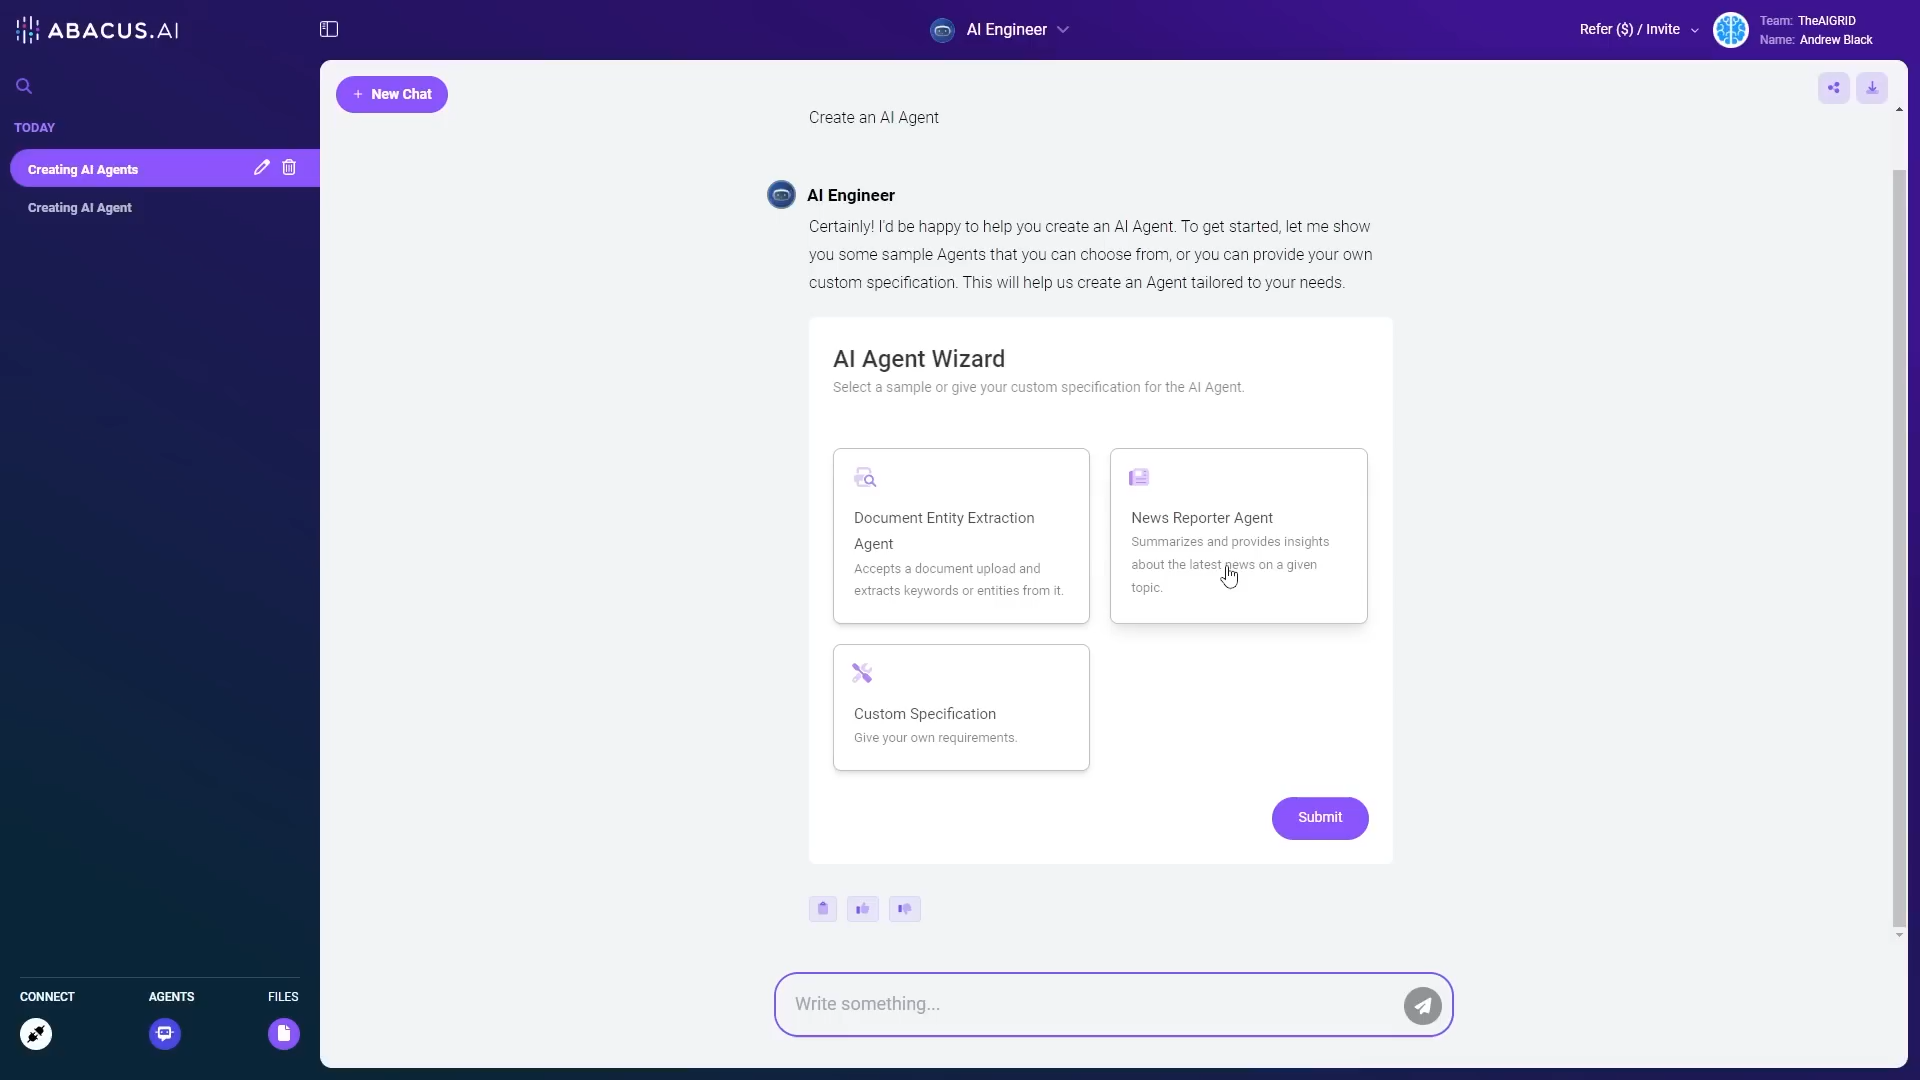 ABACUS.AI
AI Engineer
Refer ($) / Invite
Team: TheAIGRID
Name: Andrew Black
TODAY
Creating AI Agents
Creating AI Agent
CONNECT
AGENTS
FILES
+ New Chat
Create an AI Agent
AI Engineer
Certainly! I'd be happy to help you create an AI Agent. To get started, let me show
you some sample Agents that you can choose from, or you can provide your own
custom specification. This will help us create an Agent tailored to your needs.
AI Agent Wizard
Select a sample or give your custom specification for the AI Agent.
Document Entity Extraction
Agent
Accepts a document upload and
extracts keywords or entities from it.
News Reporter Agent
Summarizes and provides insights
about the latest news on a given
topic.
Custom Specification
Give your own requirements.
Submit
Write something...